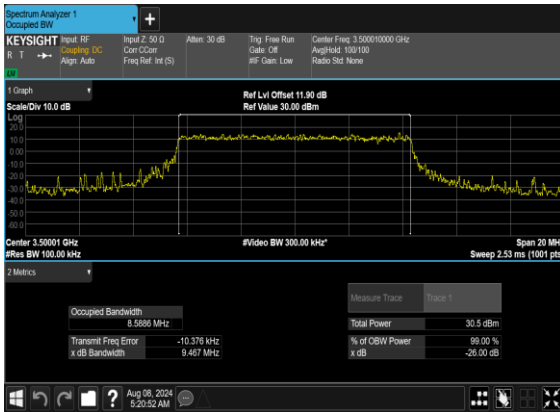 Spectrum Analyzer 1
Occupied BW
KEYSIGHT
R T
LXI
Input: RF
Coupling: DC
Align: Auto
Input Z: 50 Ω
Corr CCorr
Freq Ref: Int (S)
Atten: 30 dB
Trig: Free Run
Gate: Off
#IF Gain: Low
Center Freq: 3.500010000 GHz
Avg|Hold: 100/100
Radio Std: None
1 Graph
Scale/Div 10.0 dB
Ref Lvl Offset 11.90 dB
Ref Value 30.00 dBm
Log
20.0
10.0
0.00
-10.0
-20.0
-30.0
-40.0
-50.0
-60.0
Center 3.50001 GHz
#Video BW 300.00 kHz*
Span 20 MH
#Res BW 100.00 kHz
Sweep 2.53 ms (1001 pts
2 Metrics
Measure Trace
Trace 1
Occupied Bandwidth
8.5886 MHz
Total Power
30.5 dBm
Transmit Freq Error
-10.376 kHz
% of OBW Power
99.00 %
x dB Bandwidth
9.467 MHz
x dB
-26.00 dB
?
Aug 08, 2024
5:20:52 AM